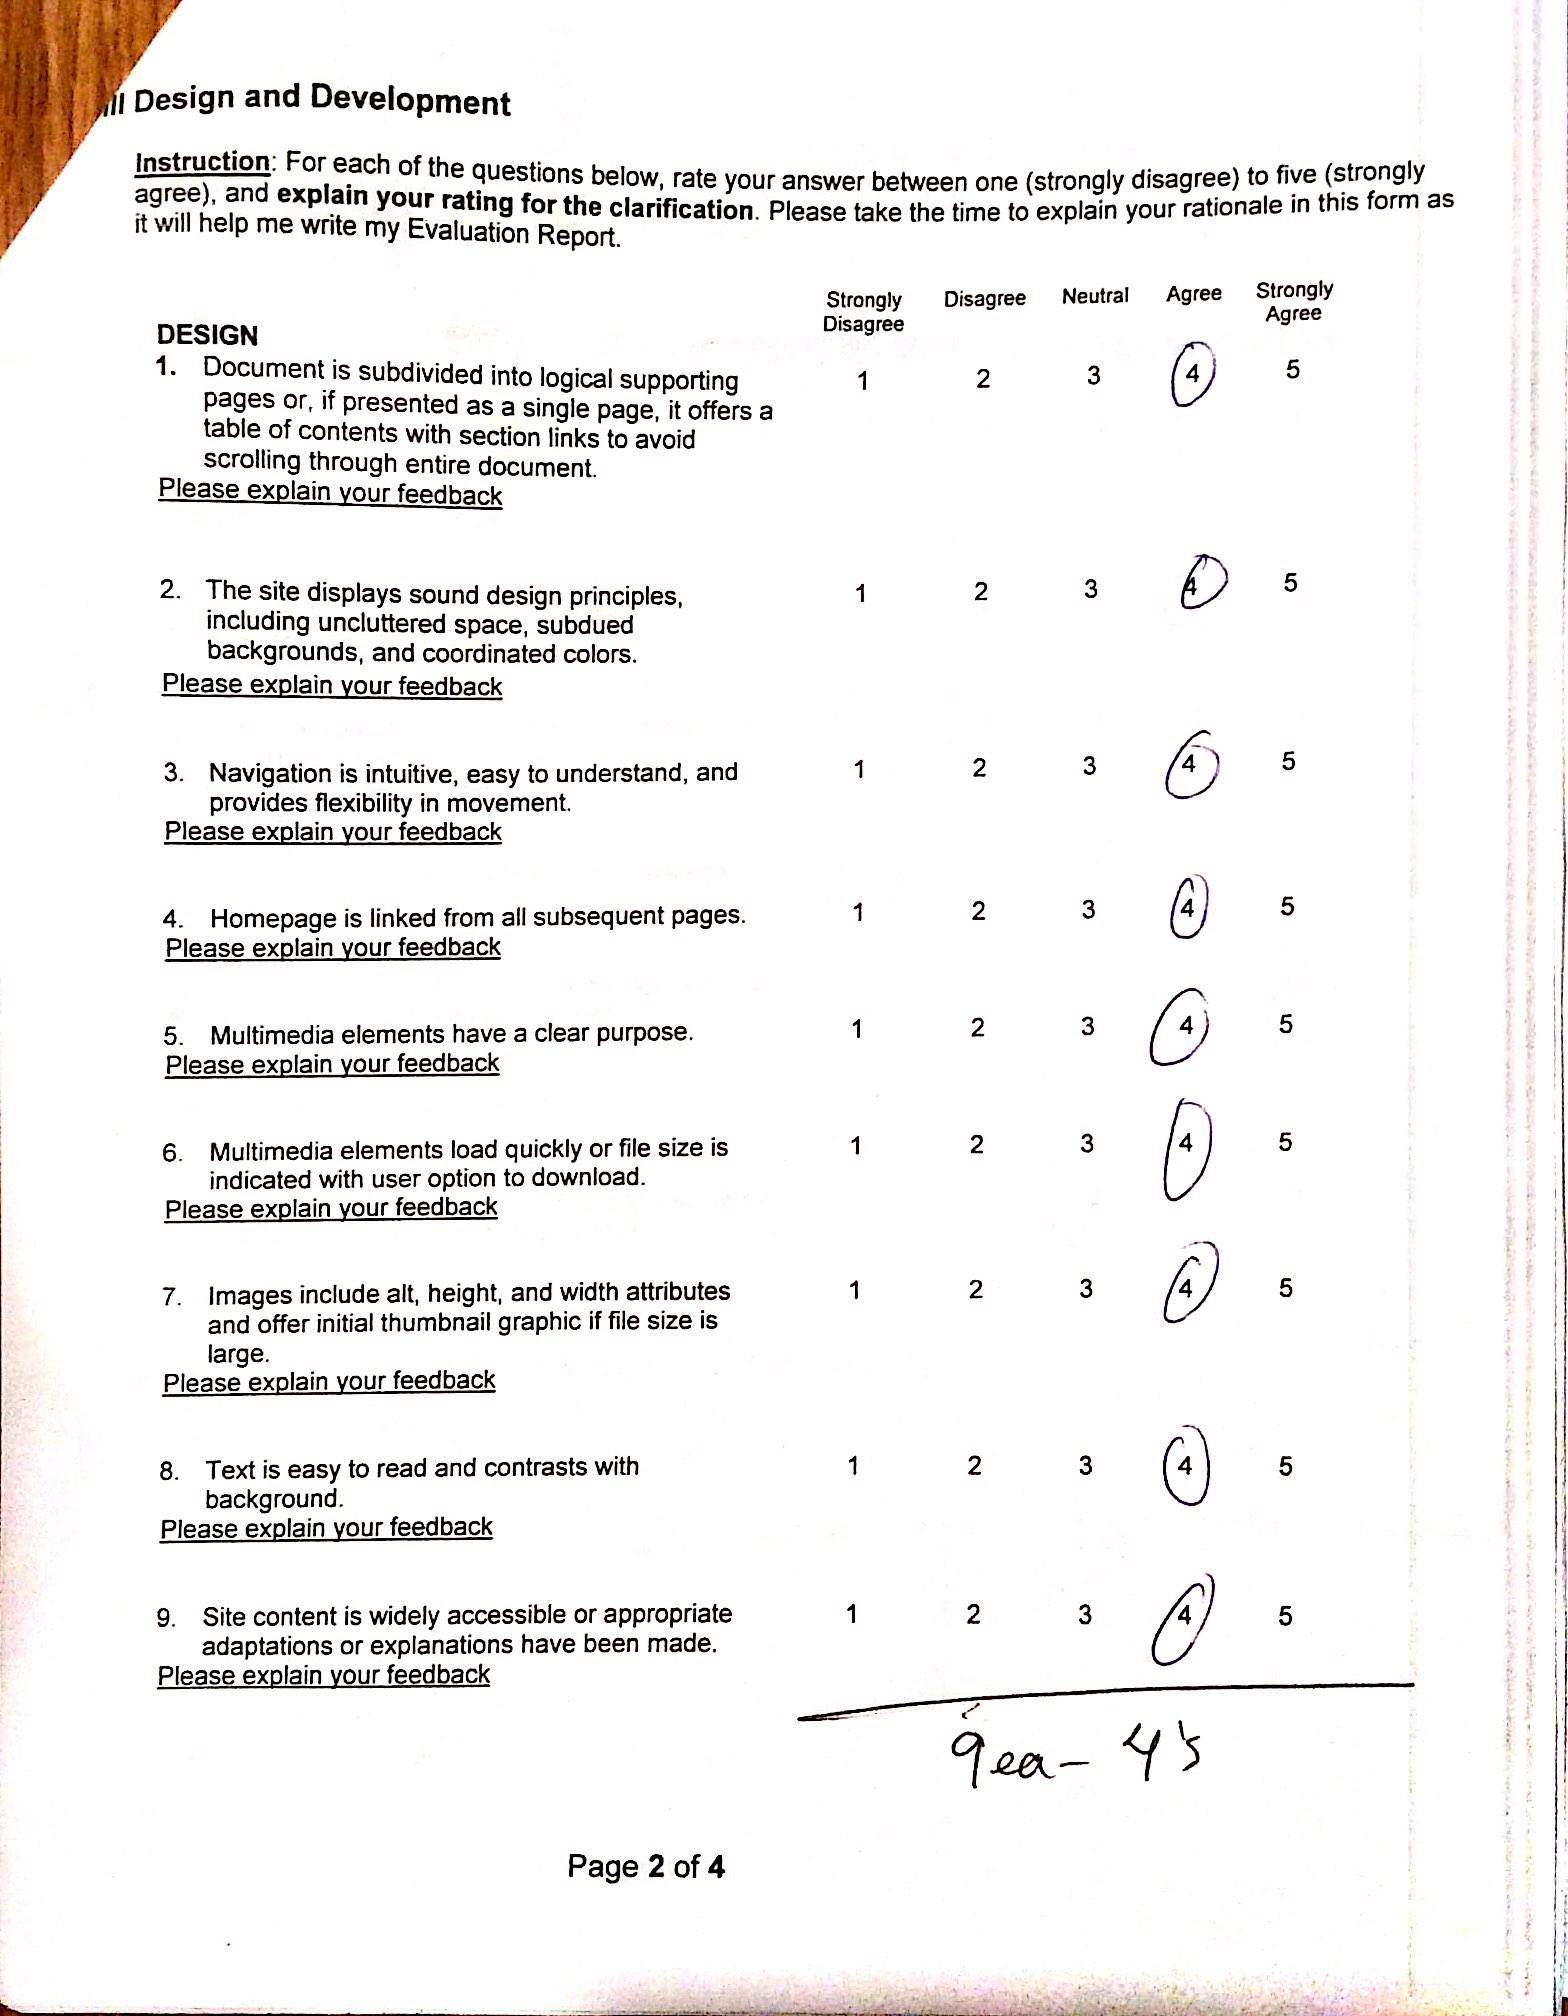 III Design and Development
Instruction: For each of the questions below, rate your answer between one (strongly disagree) to five (strongly
agree), and explain your rating for the clarification. Please take the time to explain your rationale in this form as
it will help me write my Evaluation Report.
Strongly Disagree Neutral Agree Strongly
Disagree Agree
DESIGN
1. Document is subdivided into logical supporting 1 2 3 4 5
pages or, if presented as a single page, it offers a
table of contents with section links to avoid
scrolling through entire document.
Please explain your feedback
2. The site displays sound design principles, 1 2 3 4 5
including uncluttered space, subdued
backgrounds, and coordinated colors.
Please explain your feedback
3. Navigation is intuitive, easy to understand, and 1 2 3 4 5
provides flexibility in movement.
Please explain your feedback
4. Homepage is linked from all subsequent pages. 1 2 3 4 5
Please explain your feedback
5. Multimedia elements have a clear purpose. 1 2 3 4 5
Please explain your feedback
6. Multimedia elements load quickly or file size is 1 2 3 4 5
indicated with user option to download.
Please explain your feedback
7. Images include alt, height, and width attributes 1 2 3 4 5
and offer initial thumbnail graphic if file size is
large.
Please explain your feedback
8. Text is easy to read and contrasts with 1 2 3 4 5
background.
Please explain your feedback
9. Site content is widely accessible or appropriate 1 2 3 4 5
adaptations or explanations have been made.
Please explain your feedback
9ea- 4's
Page 2 of 4